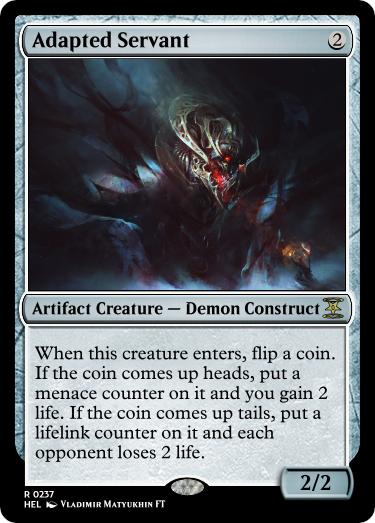 Adapted Servant 2
Artifact Creature — Demon Construct
When this creature enters, flip a coin.
If the coin comes up heads, put a
menace counter on it and you gain 2
life. If the coin comes up tails, put a
lifelink counter on it and each
opponent loses 2 life.
2/2
R 0237
HEL Vladimir Matyukhin FT